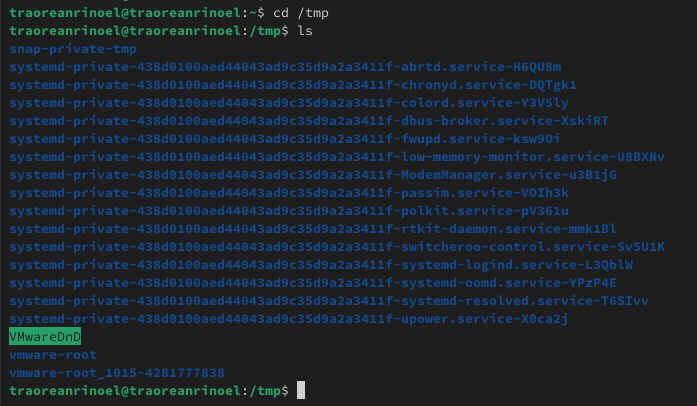 traoreanrinoel@traoreanrinoel:~$ cd /tmp
traoreanrinoel@traoreanrinoel:/tmp$ ls
snap-private-tmp
systemd-private-438d0100aed44043ad9c35d9a2a3411f-abrtd.service-H6QU8m
systemd-private-438d0100aed44043ad9c35d9a2a3411f-chronyd.service-DQTgk1
systemd-private-438d0100aed44043ad9c35d9a2a3411f-colord.service-Y3V5ly
systemd-private-438d0100aed44043ad9c35d9a2a3411f-dbus-broker.service-XskiRT
systemd-private-438d0100aed44043ad9c35d9a2a3411f-fwupd.service-ksw9Oi
systemd-private-438d0100aed44043ad9c35d9a2a3411f-low-memory-monitor.service-U8BXNv
systemd-private-438d0100aed44043ad9c35d9a2a3411f-ModemManager.service-u3B1jG
systemd-private-438d0100aed44043ad9c35d9a2a3411f-passim.service-VOIh3k
systemd-private-438d0100aed44043ad9c35d9a2a3411f-polkit.service-pV361u
systemd-private-438d0100aed44043ad9c35d9a2a3411f-rtkit-daemon.service-mmk1Bl
systemd-private-438d0100aed44043ad9c35d9a2a3411f-switcheroo-control.service-Sv5U1K
systemd-private-438d0100aed44043ad9c35d9a2a3411f-systemd-logind.service-L3QblW
systemd-private-438d0100aed44043ad9c35d9a2a3411f-systemd-oomd.service-YPzP4E
systemd-private-438d0100aed44043ad9c35d9a2a3411f-systemd-resolved.service-T6SIvv
systemd-private-438d0100aed44043ad9c35d9a2a3411f-upower.service-X0ca2j
VMwareDnD
vmware-root
vmware-root_1015-4281777838
traoreanrinoel@traoreanrinoel:/tmp$